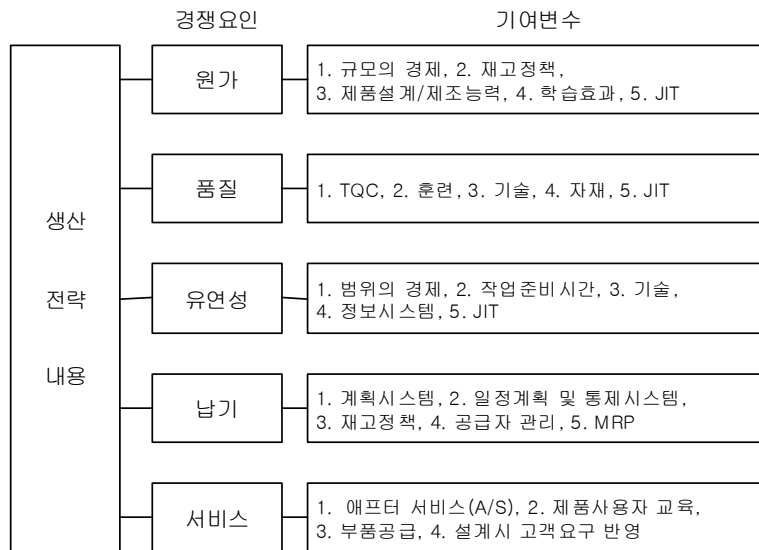 경쟁요인
기여변수
생산
전략
내용
원가
1. 규모의 경제, 2. 재고정책,
3. 제품설계/제조능력, 4. 학습효과, 5. JIT
품질
1. TQC, 2. 훈련, 3. 기술, 4. 자재, 5. JIT
유연성
1. 범위의 경제, 2. 작업준비시간, 3. 기술,
4. 정보시스템, 5. JIT
납기
1. 계획시스템, 2. 일정계획 및 통제시스템,
3. 재고정책, 4. 공급자 관리, 5. MRP
서비스
1. 애프터 서비스(A/S), 2. 제품사용자 교육,
3. 부품공급, 4. 설계시 고객요구 반영